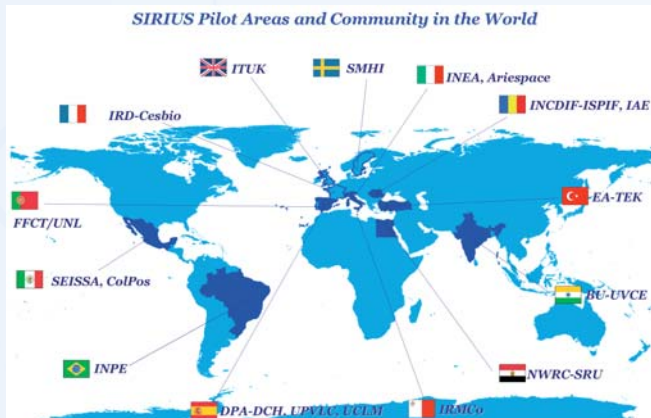 SIRIUS Pilot Areas and Community in the World
ITUK
SMHI
INEA, Ariespace
INCDIF-ISPIF, IAE
IRD-Cesbio
FFCT/UNL
EA-TEK
SEISSA, ColPos
BU-UVCE
INPE
NWRC-SRU
DPA-DCH, UPVLC, UCLM
IRMCo